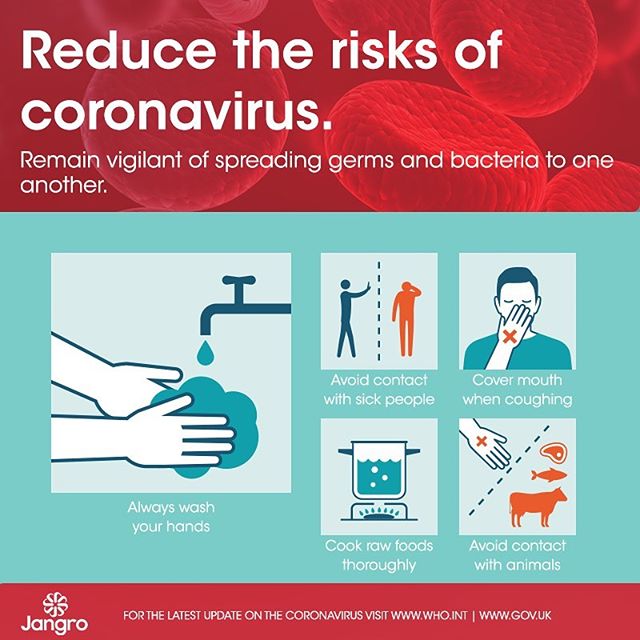 Reduce the risks of
coronavirus.
Remain vigilant of spreading germs and bacteria to one
another.
Always wash
your hands
Avoid contact
with sick people
Cover mouth
when coughing
Cook raw foods
thoroughly
Avoid contact
with animals
Jangro
FOR THE LATEST UPDATE ON THE CORONAVIRUS VISIT WWW.WHO.INT | WWW.GOV.UK